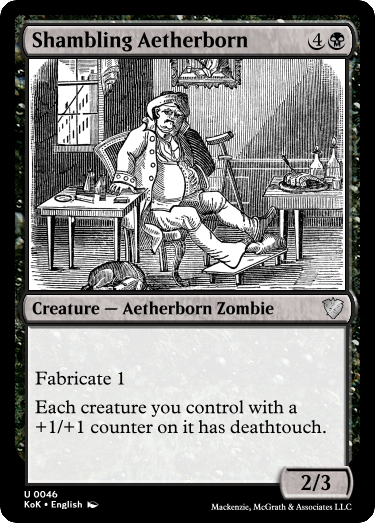 Shambling Aetherborn 4
Creature — Aetherborn Zombie
Fabricate 1
Each creature you control with a
+1/+1 counter on it has deathtouch.
2/3
U 0046
KoK • English
Mackenzie, McGrath & Associates LLC